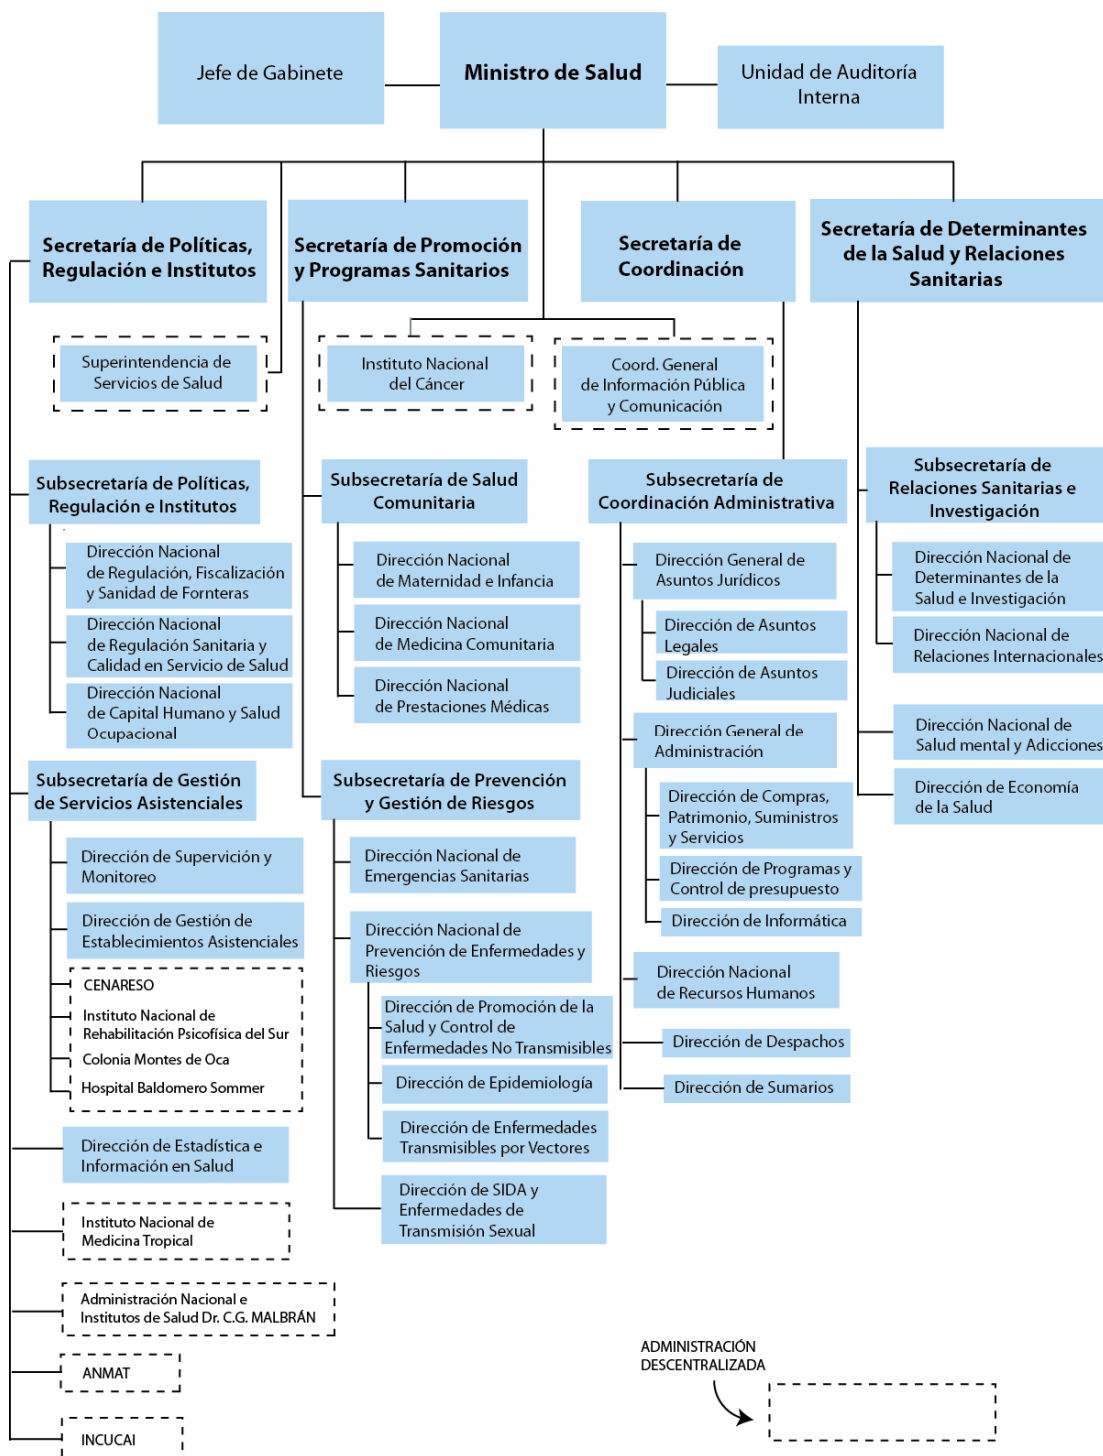 Jefe de Gabinete
Ministro de Salud
Unidad de Auditoría
Interna
Secretaría de Políticas,
Regulación e Institutos
Secretaría de Promoción
y Programas Sanitarios
Secretaría de
Coordinación
Secretaría de Determinantes
de la Salud y Relaciones
Sanitarias
Superintendencia de
Servicios de Salud
Instituto Nacional
del Cáncer
Coord. General
de Información Pública
y Comunicación
Subsecretaría de Políticas,
Regulación e Institutos
Dirección Nacional
de Regulación, Fiscalización
y Sanidad de Fornteras
Dirección Nacional
de Regulación Sanitaria y
Calidad en Servicio de Salud
Dirección Nacional
de Capital Humano y Salud
Ocupacional
Subsecretaría de Gestión
de Servicios Asistenciales
Dirección de Supervición y
Monitoreo
Dirección de Gestión de
Establecimientos Asistenciales
CENARESO
Instituto Nacional de
Rehabilitación Psicofísica del Sur
Colonia Montes de Oca
Hospital Baldomero Sommer
Dirección de Estadística e
Información en Salud
Instituto Nacional de
Medicina Tropical
Administración Nacional e
Institutos de Salud Dr. C.G. MALBRÁN
ANMAT
INCUCAI
Subsecretaría de Salud
Comunitaria
Dirección Nacional
de Maternidad e Infancia
Dirección Nacional
de Medicina Comunitaria
Dirección Nacional
de Prestaciones Médicas
Subsecretaría de Prevención
y Gestión de Riesgos
Dirección Nacional de
Emergencias Sanitarias
Dirección Nacional de
Prevención de Enfermedades y
Riesgos
Dirección de Promoción de la
Salud y Control de
Enfermedades No Transmisibles
Dirección de Epidemiología
Dirección de Enfermedades
Transmisibles por Vectores
Dirección de SIDA y
Enfermedades de
Transmisión Sexual
Subsecretaría de
Coordinación Administrativa
Dirección General de
Asuntos Jurídicos
Dirección de Asuntos
Legales
Dirección de Asuntos
Judiciales
Dirección General de
Administración
Dirección de Compras,
Patrimonio, Suministros
y Servicios
Dirección de Programas y
Control de presupuesto
Dirección de Informática
Dirección Nacional
de Recursos Humanos
Dirección de Despachos
Dirección de Sumarios
Subsecretaría de
Relaciones Sanitarias e
Investigación
Dirección Nacional de
Determinantes de la
Salud e Investigación
Dirección Nacional de
Relaciones Internacionales
Dirección Nacional de
Salud mental y Adicciones
Dirección de Economía
de la Salud
ADMINISTRACIÓN
DESCENTRALIZADA